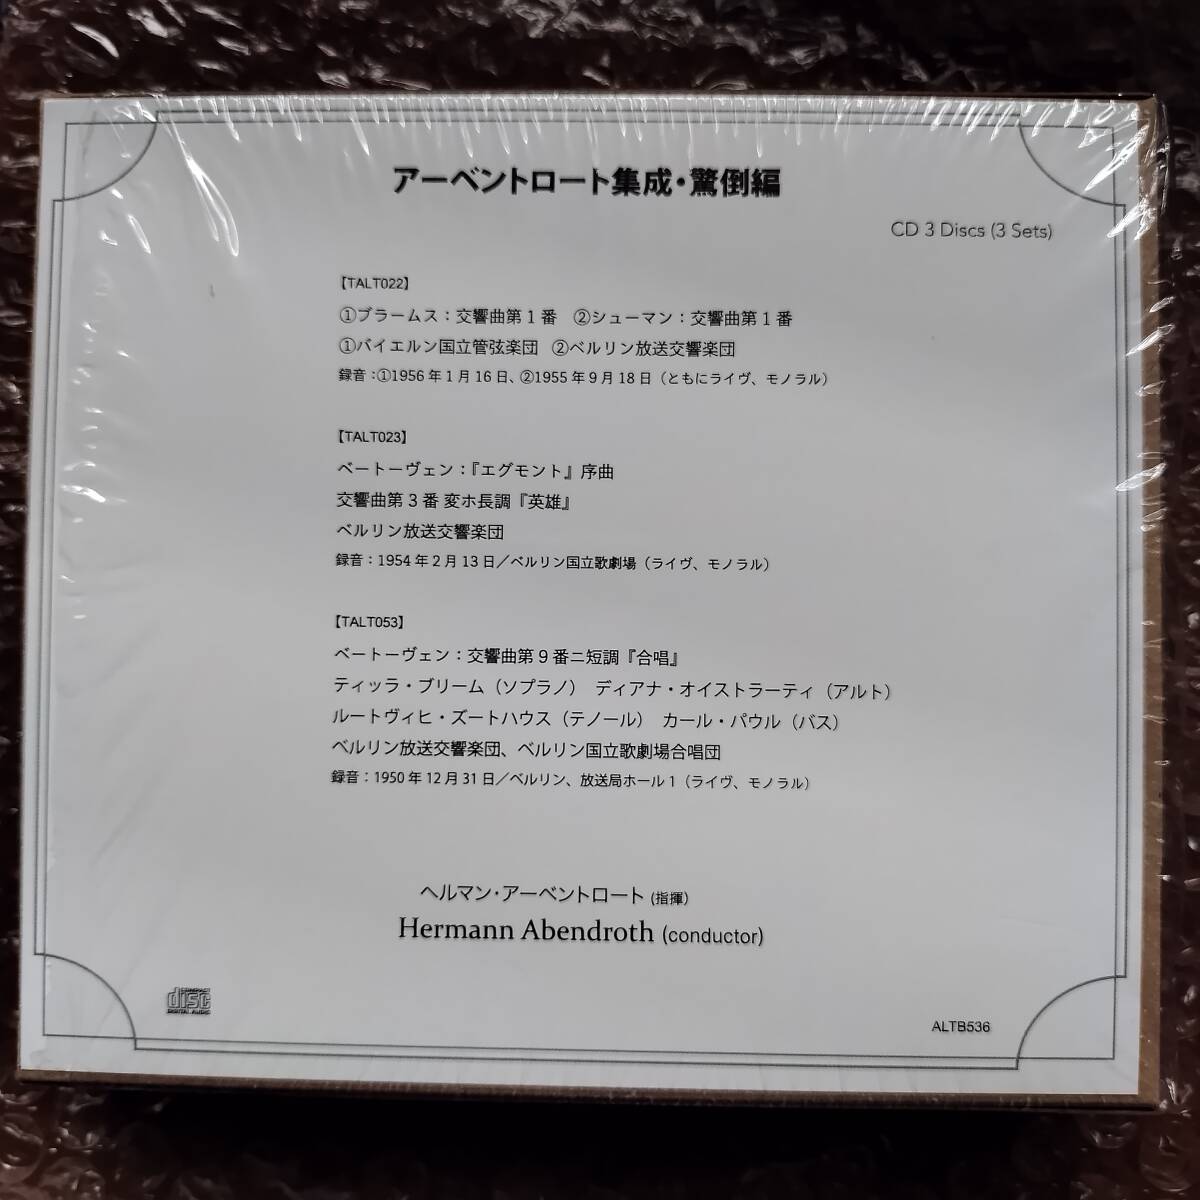 アーベントロート集成・驚倒編
CD 3 Discs (3 Sets)
【TALT022】
①ブラームス：交響曲第1番　②シューマン：交響曲第1番
①バイエルン国立管弦楽団　②ベルリン放送交響楽団
録音：①1956年1月16日、②1955年9月18日（ともにライヴ、モノラル）
【TALT023】
ベートーヴェン：『エグモント』序曲
交響曲第3番 変ホ長調『英雄』
ベルリン放送交響楽団
録音：1954年2月13日／ベルリン国立歌劇場（ライヴ、モノラル）
【TALT053】
ベートーヴェン：交響曲第9番ニ短調『合唱』
ティッラ・ブリーム（ソプラノ）　ディアナ・オイストラーティ（アルト）
ルートヴィヒ・ズートハウス（テノール）　カール・パウル（バス）
ベルリン放送交響楽団、ベルリン国立歌劇場合唱団
録音：1950年12月31日／ベルリン、放送局ホール1（ライヴ、モノラル）
ヘルマン・アーベントロート (指揮)
Hermann Abendroth (conductor)
COMPACT
disc
DIGITAL AUDIO
ALTB536